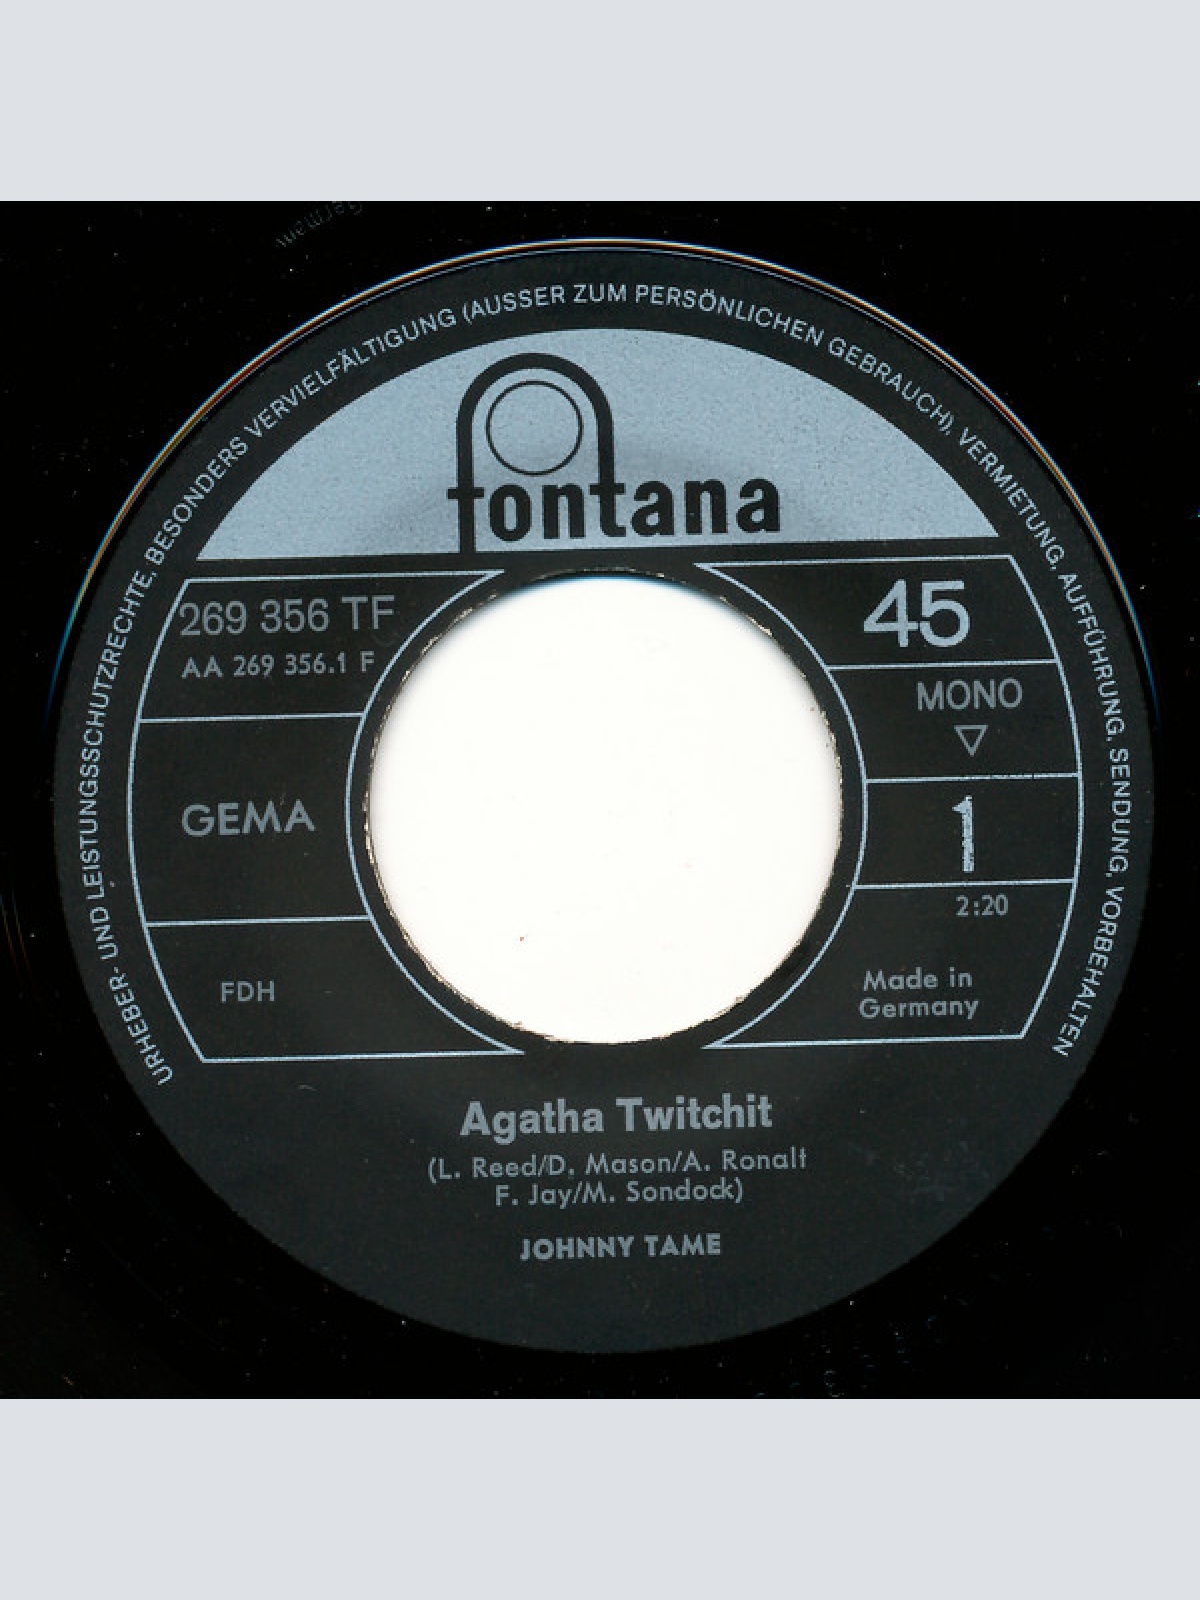 German
URHEBER- UND LEISTUNGSSCHUTZRECHTE, BESONDERS VERVIELFÄLTIGUNG (AUSSER ZUM PERSÖNLICHEN GEBRAUCH), VERMIETUNG, AUFFÜHRUNG, SENDUNG, VORBEHALTEN
fontana
269 356 TF
AA 269 356.1 F
GEMA
FDH
45
MONO
▽
1
2:20
Made in
Germany
Agatha Twitchit
(L. Reed/D. Mason/A. Ronalt
F. Jay/M. Sondock)
JOHNNY TAME